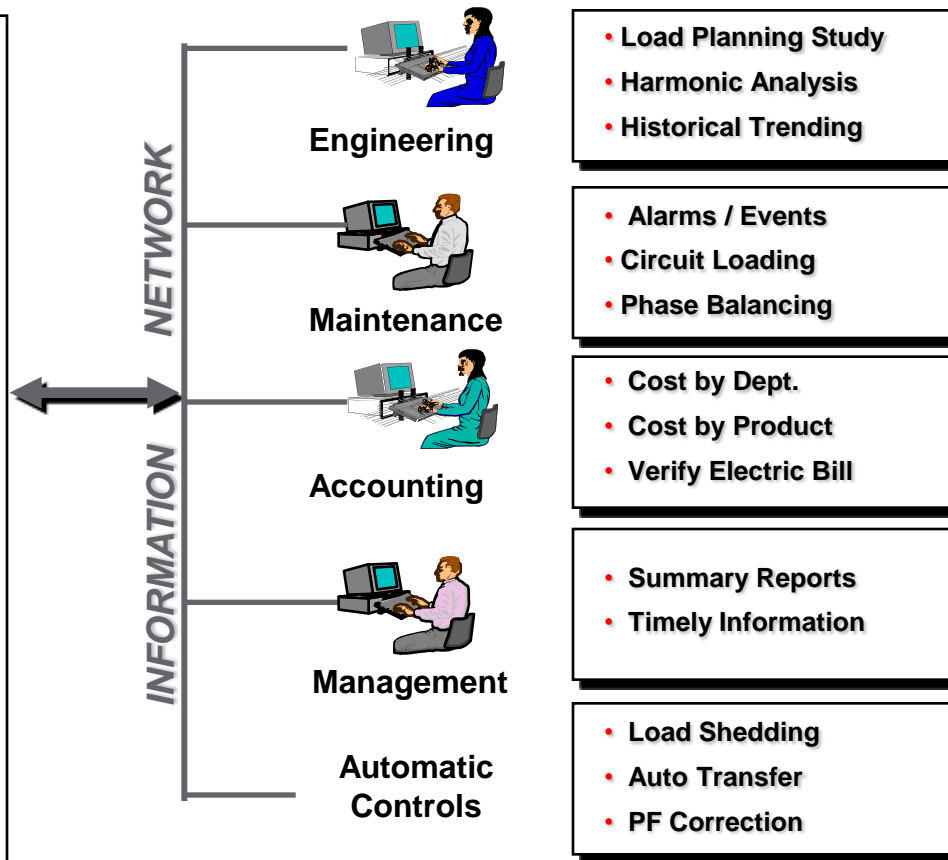 NETWORK
INFORMATION
Engineering
• Load Planning Study
• Harmonic Analysis
• Historical Trending
Maintenance
• Alarms / Events
• Circuit Loading
• Phase Balancing
Accounting
• Cost by Dept.
• Cost by Product
• Verify Electric Bill
Management
• Summary Reports
• Timely Information
Automatic
Controls
• Load Shedding
• Auto Transfer
• PF Correction